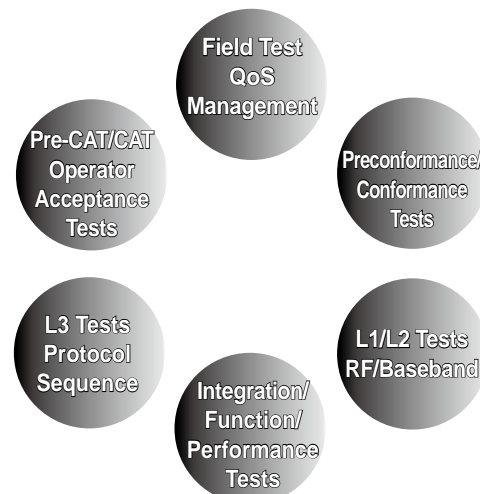 Field Test
QoS
Management
Pre-CAT/CAT
Operator
Acceptance
Tests
Preconformance/
Conformance
Tests
L3 Tests
Protocol
Sequence
L1/L2 Tests
RF/Baseband
Integration/
Function/
Performance
Tests